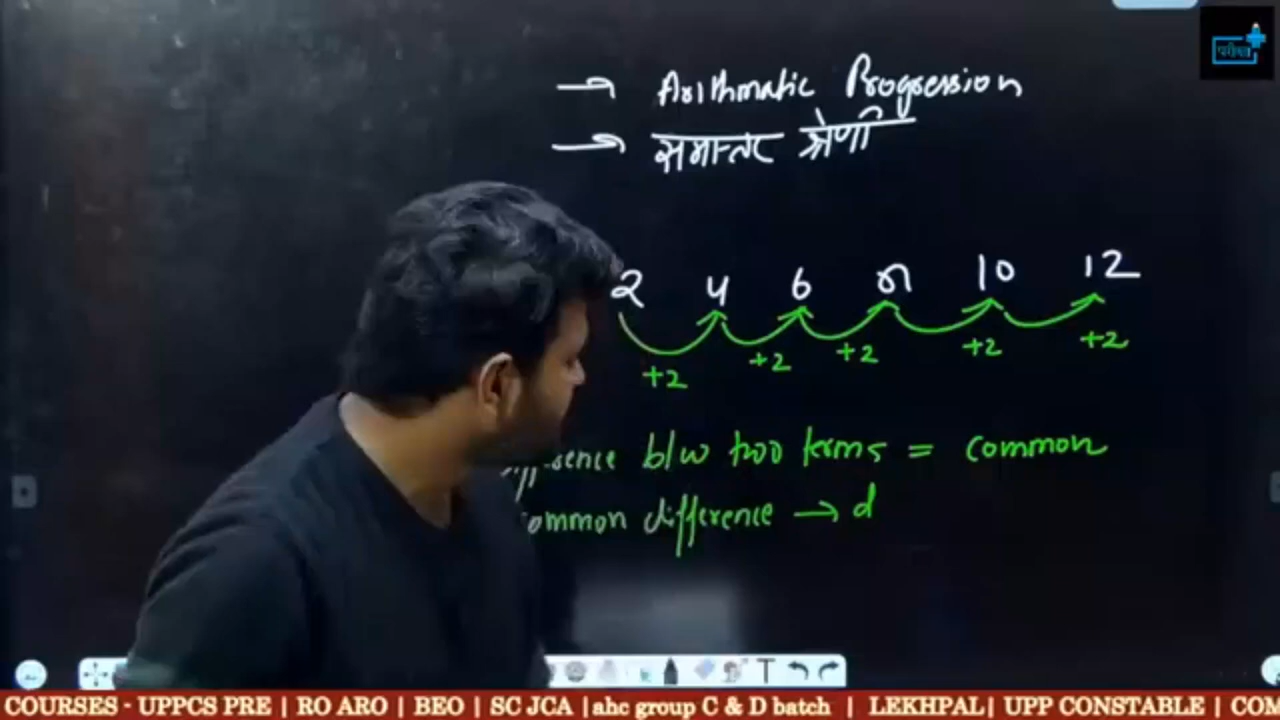 परीक्षा
→ Arithmatic Progression
→ समान्तर श्रेणी
2 4 6 8 10 12
+2 +2 +2 +2 +2
b/w two terms = common
common difference → d
T
COURSES - UPPCS PRE | RO ARO | BEO | SC JCA |ahc group C & D batch | LEKHPAL| UPP CONSTABLE | COM